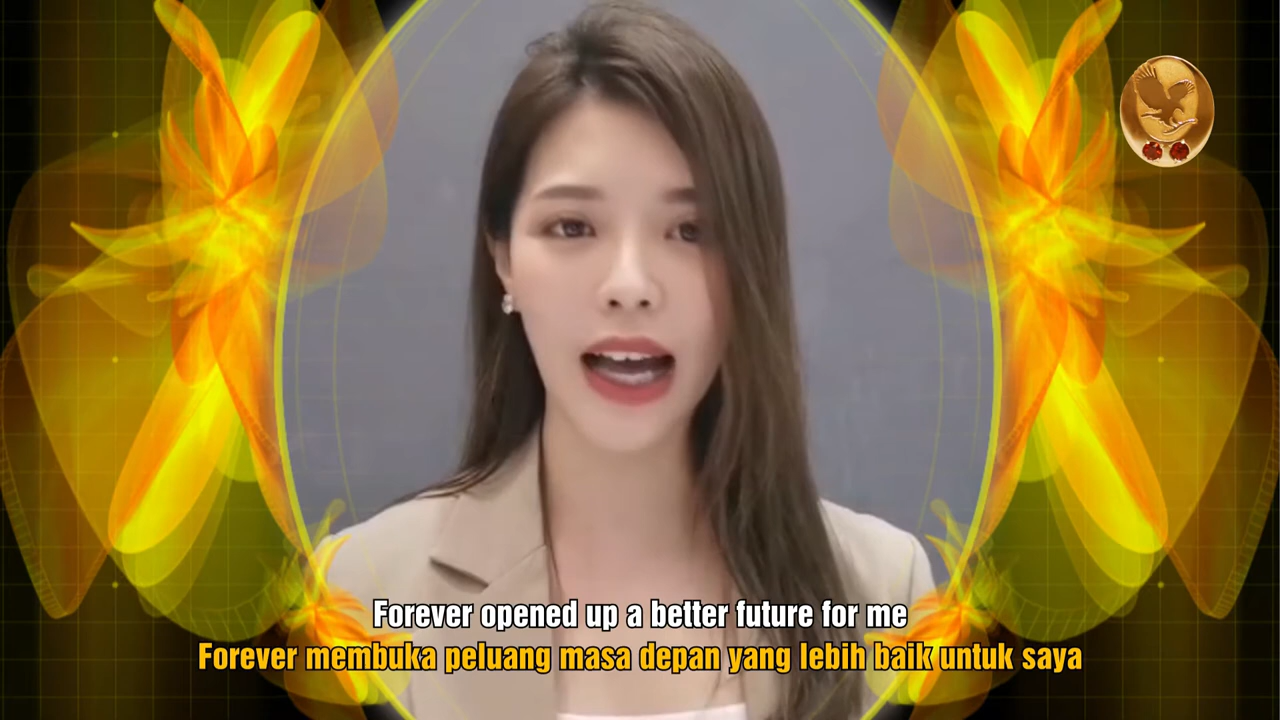 Forever opened up a better future for me
Forever membuka peluang masa depan yang lebih baik untuk saya